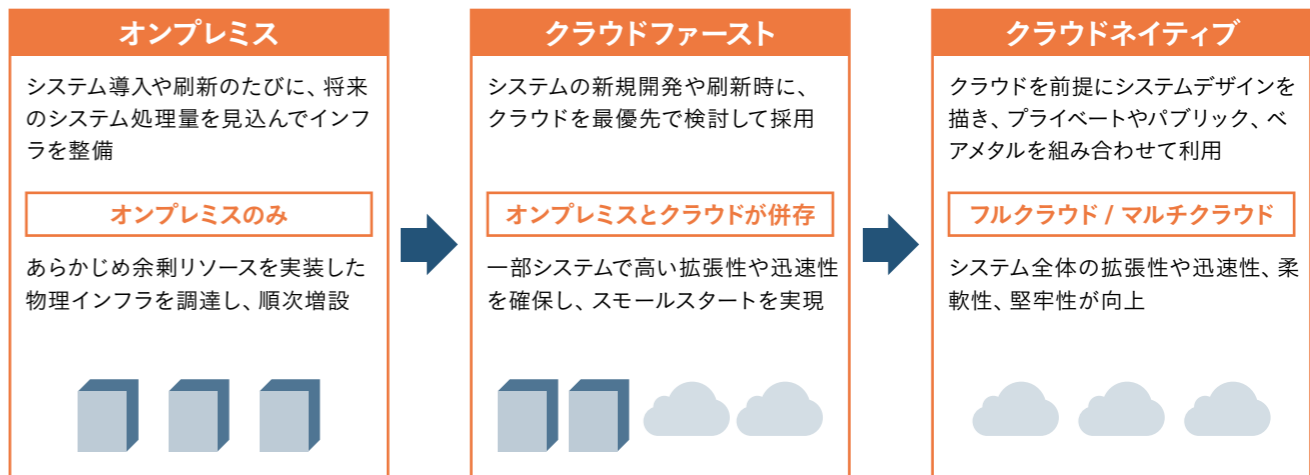 オンプレミス
システム導入や刷新のたびに、将来
のシステム処理量を見込んでインフ
ラを整備
オンプレミスのみ
あらかじめ余剰リソースを実装した
物理インフラを調達し、順次増設
クラウドファースト
システムの新規開発や刷新時に、
クラウドを最優先で検討して採用
オンプレミスとクラウドが併存
一部システムで高い拡張性や迅速性
を確保し、スモールスタートを実現
クラウドネイティブ
クラウドを前提にシステムデザインを
描き、プライベートやパブリック、ベ
アメタルを組み合わせて利用
フルクラウド / マルチクラウド
システム全体の拡張性や迅速性、柔
軟性、堅牢性が向上